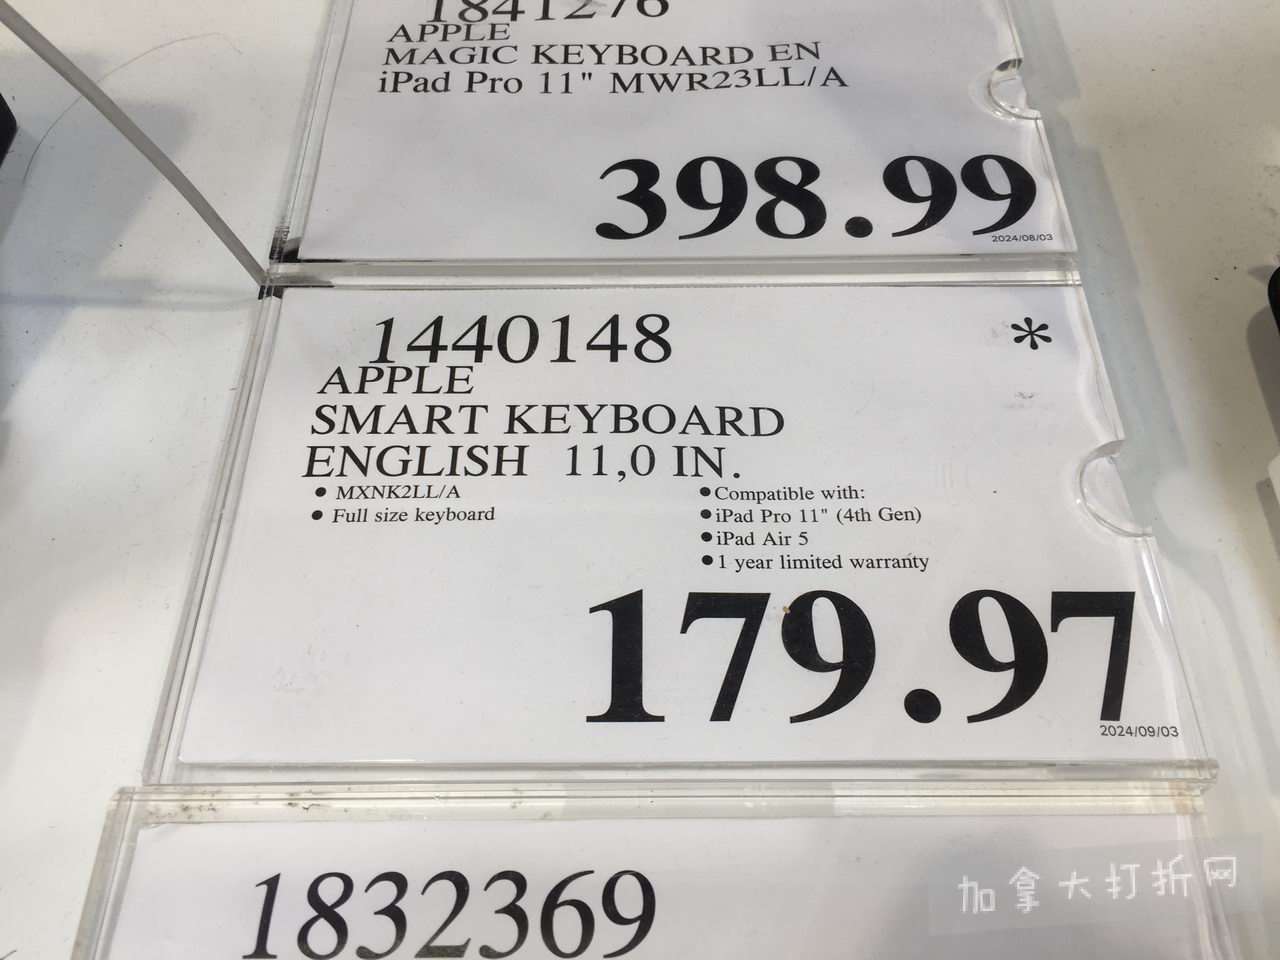 1841276
APPLE
MAGIC KEYBOARD EN
iPad Pro 11" MWR23LL/A
398.99
2024/08/03
1440148
*
APPLE
SMART KEYBOARD
ENGLISH 11,0 IN.
• MXNK2LL/A
• Full size keyboard
• Compatible with:
• iPad Pro 11" (4th Gen)
• iPad Air 5
• 1 year limited warranty
179.97
2024/09/03
1832369
加拿大打折网